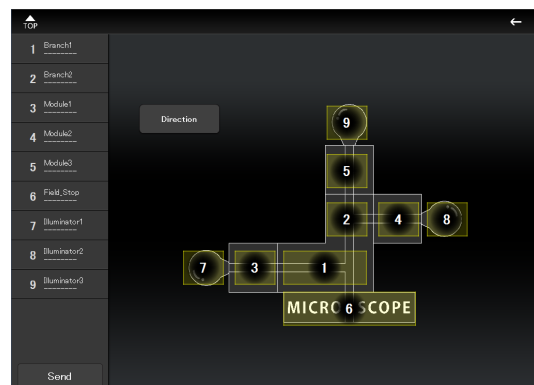 TOP
←
1 Branch1
--------
2 Branch2
--------
3 Module1
--------
4 Module2
--------
5 Module3
--------
6 Field_Stop
--------
7 Illuminator1
--------
8 Illuminator2
--------
9 Illuminator3
--------
Send
Direction
9
5
2 4 8
7 3 1
MICRO 6 SCOPE